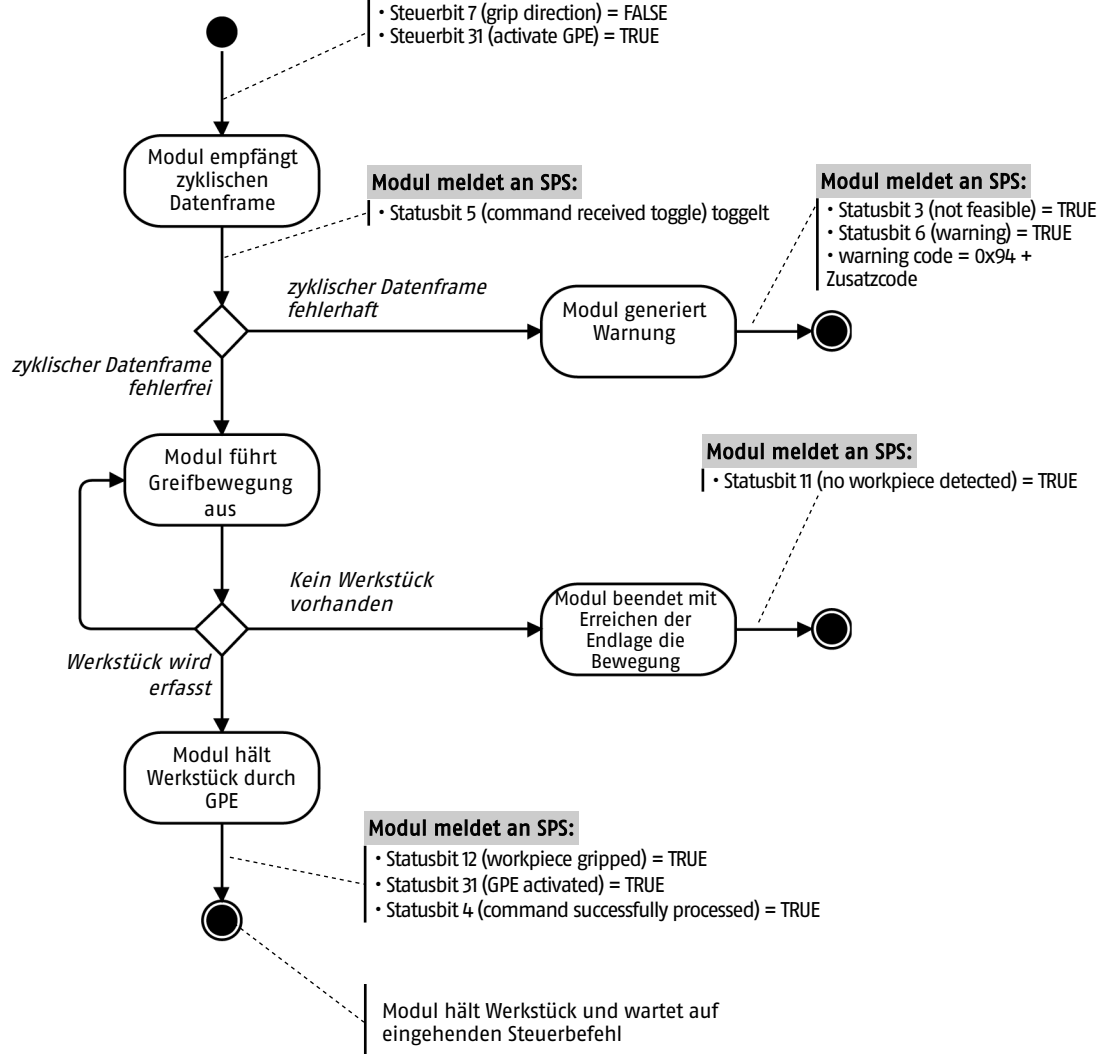 • Steuerbit 7 (grip direction) = FALSE
• Steuerbit 31 (activate GPE) = TRUE
Modul empfängt
zyklischen
Datenframe
Modul meldet an SPS:
• Statusbit 5 (command received toggle) toggelt
Modul meldet an SPS:
• Statusbit 3 (not feasible) = TRUE
• Statusbit 6 (warning) = TRUE
• warning code = 0x94 +
Zusatzcode
zyklischer Datenframe
fehlerhaft
Modul generiert
Warnung
zyklischer Datenframe
fehlerfrei
Modul führt
Greifbewegung
aus
Modul meldet an SPS:
• Statusbit 11 (no workpiece detected) = TRUE
Kein Werkstück
vorhanden
Modul beendet mit
Erreichen der
Endlage die
Bewegung
Werkstück wird
erfasst
Modul hält
Werkstück durch
GPE
Modul meldet an SPS:
• Statusbit 12 (workpiece gripped) = TRUE
• Statusbit 31 (GPE activated) = TRUE
• Statusbit 4 (command successfully processed) = TRUE
Modul hält Werkstück und wartet auf
eingehenden Steuerbefehl